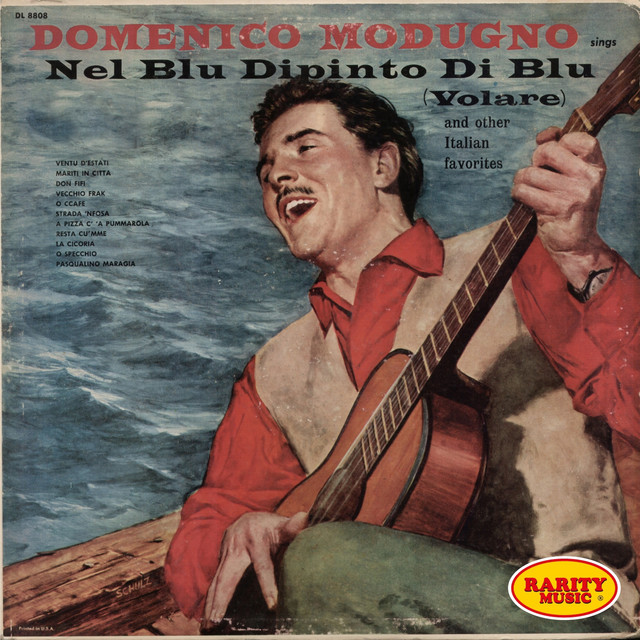 DL 8808
DOMENICO MODUGNO sings
Nel Blu Dipinto Di Blu
(Volare)
and other
Italian
favorites
VENTU D'ESTATI
MARITI IN CITTA
DON FIFI
VECCHIO FRAK
O CCAFE
STRADA 'NFOSA
A PIZZA C' 'A PUMMAROLA
RESTA CU'MME
LA CICORIA
O SPECCHIO
PASQUALINO MARAGIA
SCHULZ
Printed in U.S.A.
RARITY
MUSIC ®